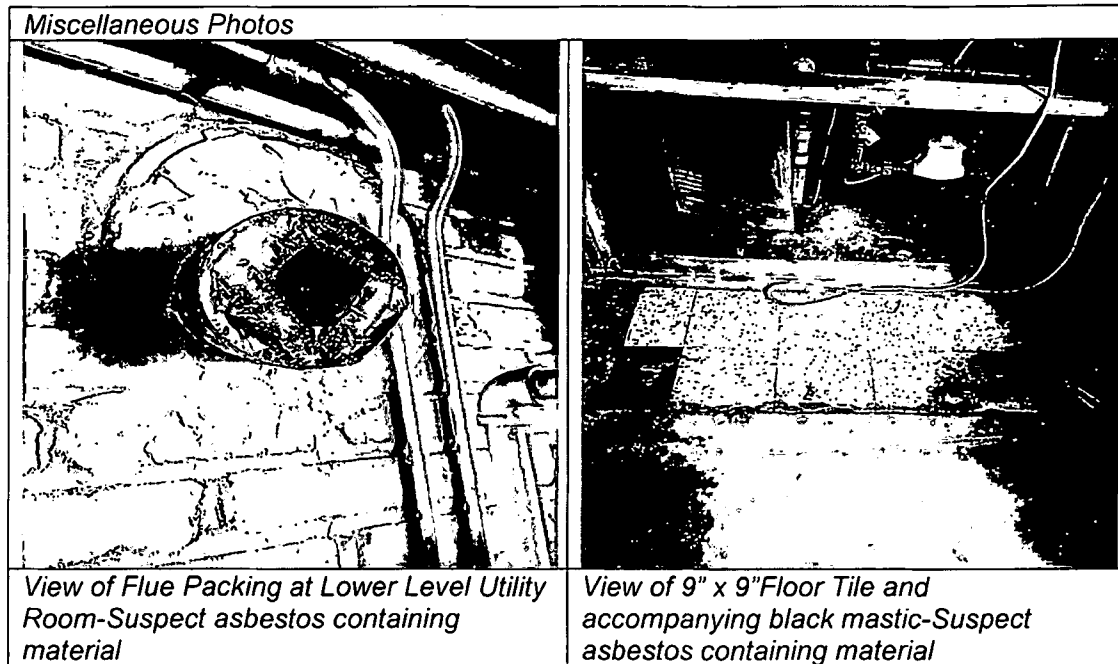 Miscellaneous Photos
View of Flue Packing at Lower Level Utility
Room-Suspect asbestos containing
material
View of 9" x 9"Floor Tile and
accompanying black mastic-Suspect
asbestos containing material